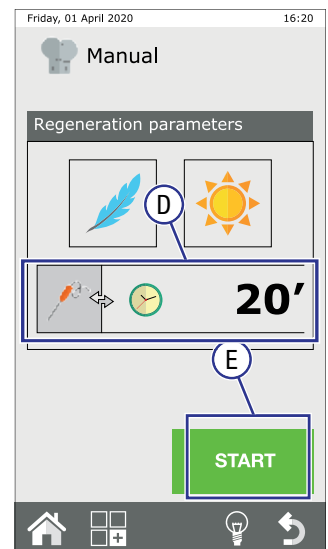 Friday, 01 April 2020 16:20
Manual
Regeneration parameters
D
20’
E
START